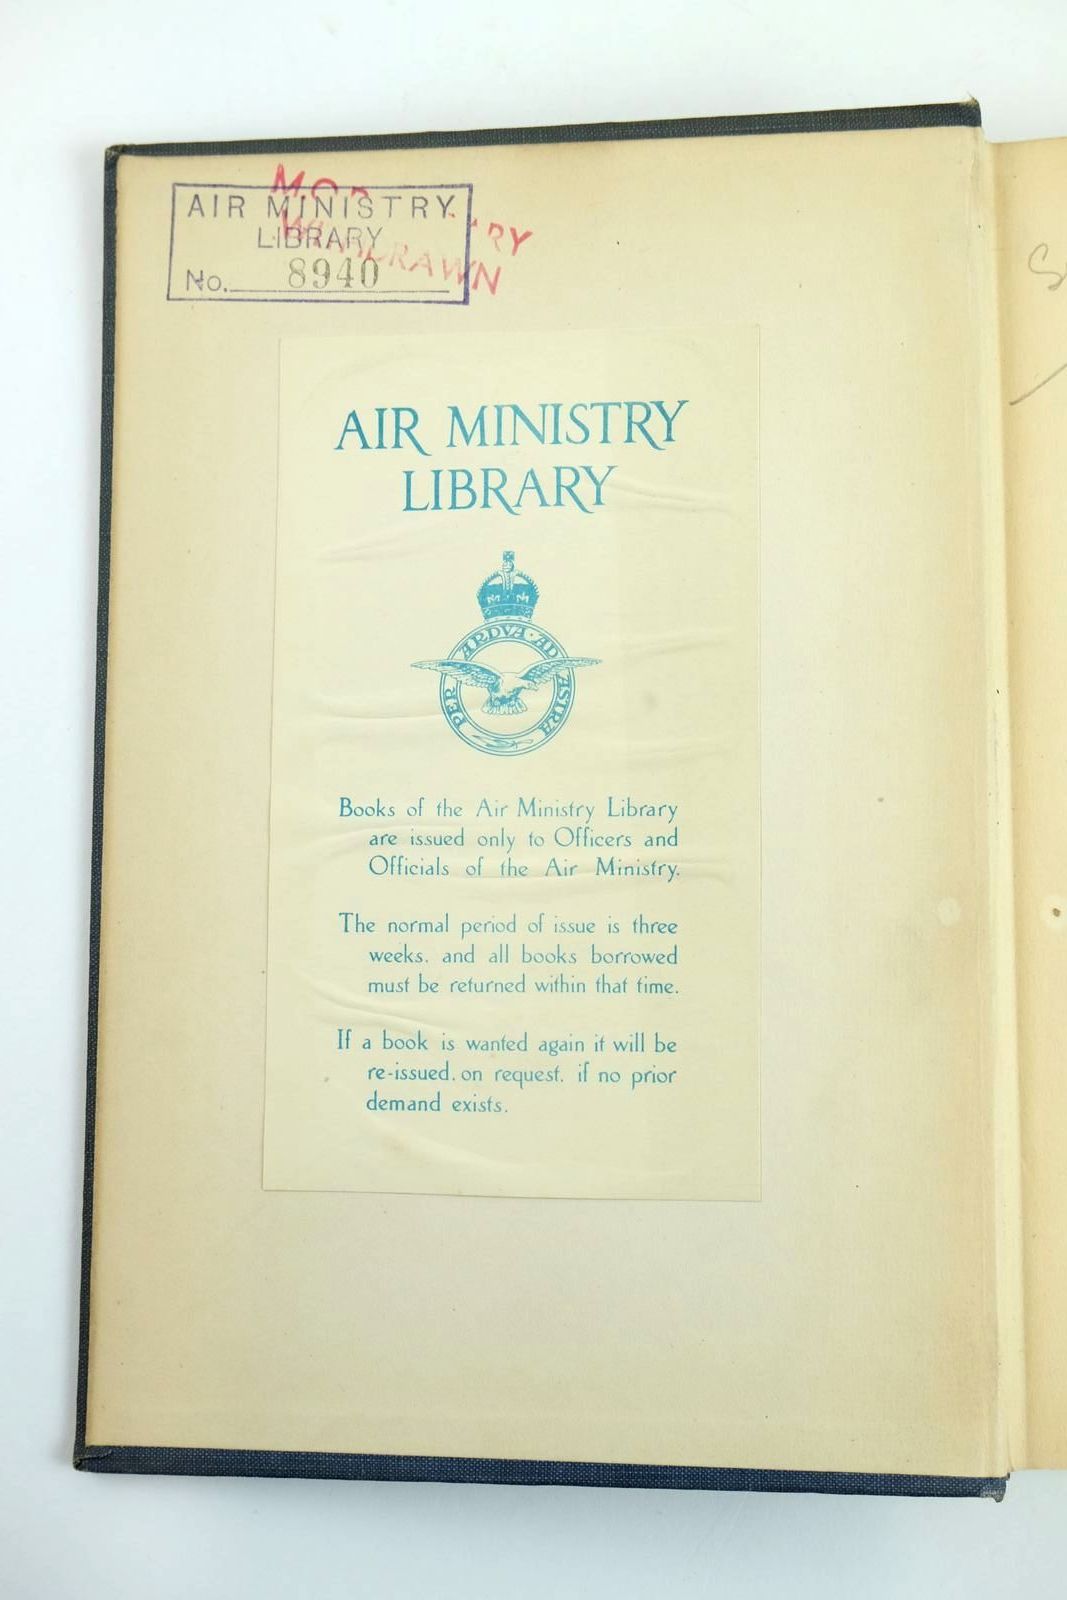 AIR MINISTRY
LIBRARY
No. 8940
WITHDRAWN
AIR MINISTRY
LIBRARY
PER ARDVA · AD ASTRA
Books of the Air Ministry Library
are issued only to Officers and
Officials of the Air Ministry.
The normal period of issue is three
weeks, and all books borrowed
must be returned within that time.
If a book is wanted again it will be
re-issued, on request, if no prior
demand exists.